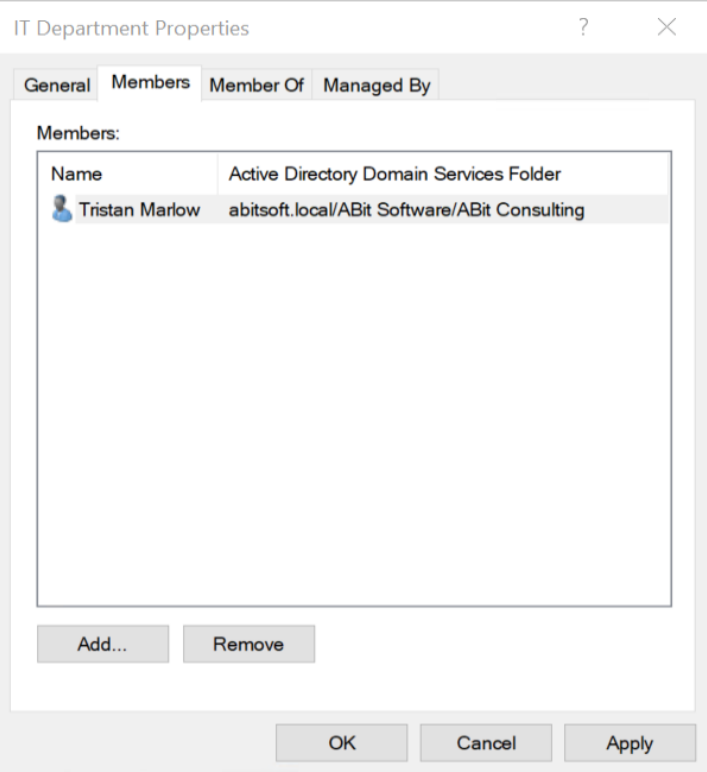 IT Department Properties ?
General Members Member Of Managed By
Members:
Name Active Directory Domain Services Folder
Tristan Marlow abitsoft.local/ABit Software/ABit Consulting
Add... Remove
OK Cancel Apply